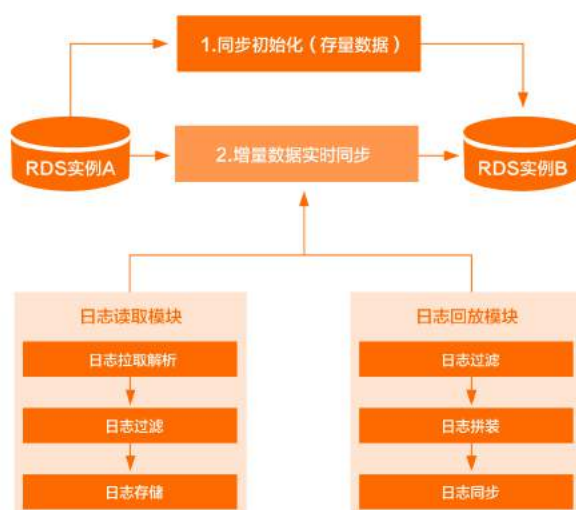 1.同步初始化（存量数据）
RDS实例A
2.增量数据实时同步
RDS实例B
日志读取模块
日志拉取解析
日志过滤
日志存储
日志回放模块
日志过滤
日志拼装
日志同步